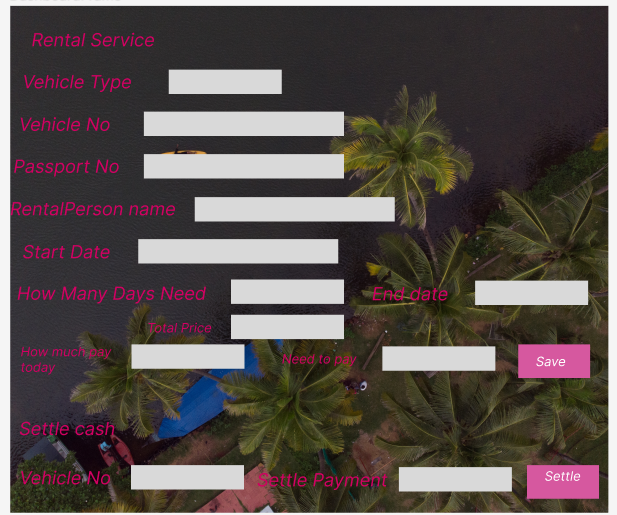 Rental Service
Vehicle Type
Vehicle No
Passport No
RentalPerson name
Start Date
How Many Days Need
End date
Total Price
How much pay
today
Need to pay
Save
Settle cash
Vehicle No
Settle Payment
Settle